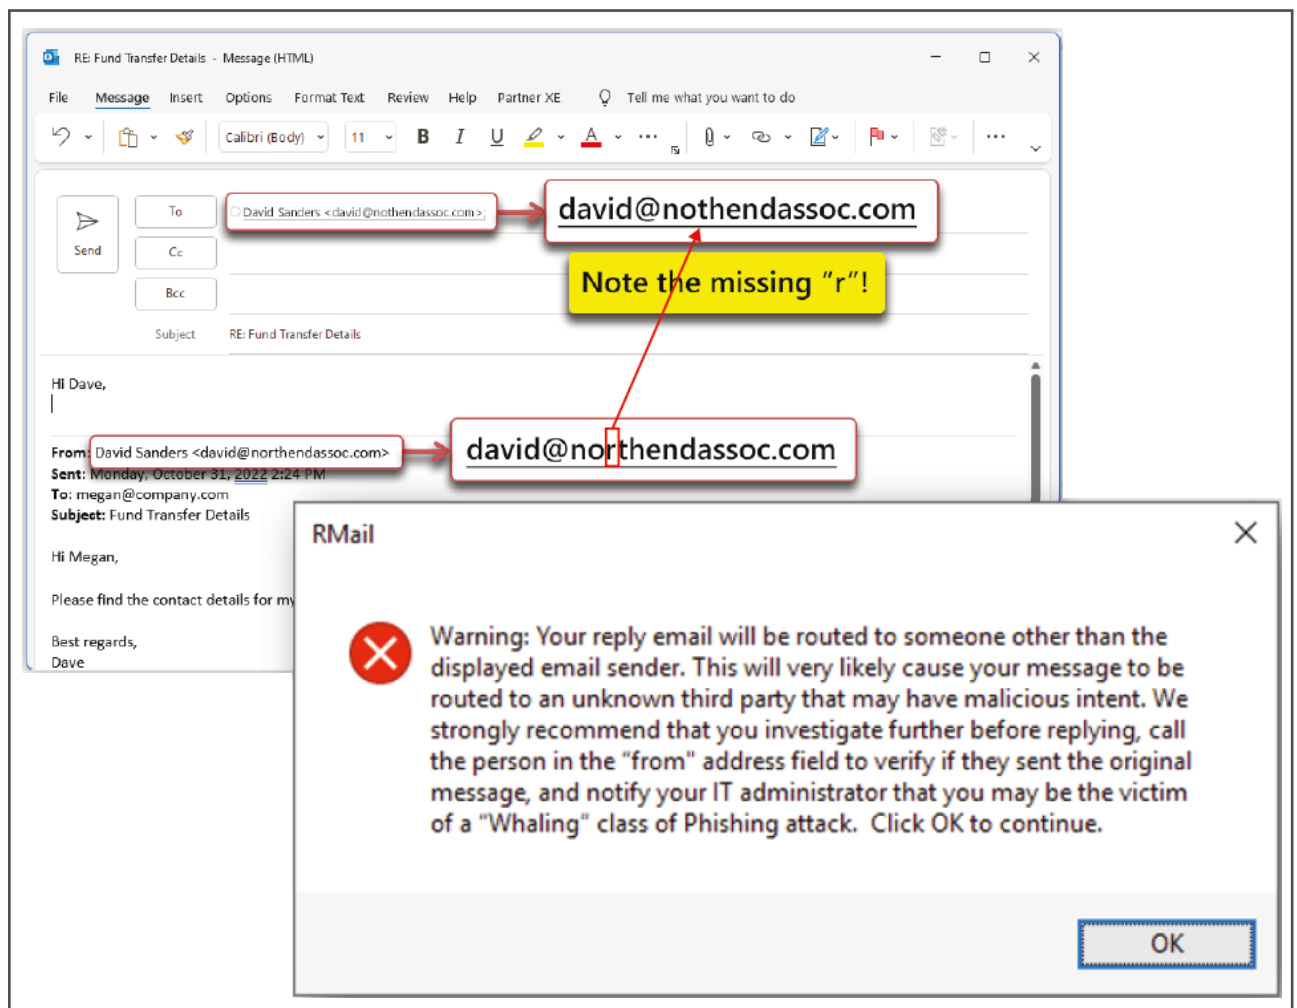 RE: Fund Transfer Details - Message (HTML)
File Message Insert Options Format Text Review Help Partner XE Tell me what you want to do
Calibri (Body) 11 B I U A
To David Sanders <david@nothendassoc.com>; david@nothendassoc.com
Send Cc
Note the missing "r"!
Bcc
Subject RE: Fund Transfer Details
Hi Dave,
From: David Sanders <david@northendassoc.com> david@northendassoc.com
Sent: Monday, October 31, 2022 2:24 PM
To: megan@company.com
Subject: Fund Transfer Details
Hi Megan,
Please find the contact details for my
Best regards,
Dave
RMail
Warning: Your reply email will be routed to someone other than the
displayed email sender. This will very likely cause your message to be
routed to an unknown third party that may have malicious intent. We
strongly recommend that you investigate further before replying, call
the person in the "from" address field to verify if they sent the original
message, and notify your IT administrator that you may be the victim
of a "Whaling" class of Phishing attack. Click OK to continue.
OK